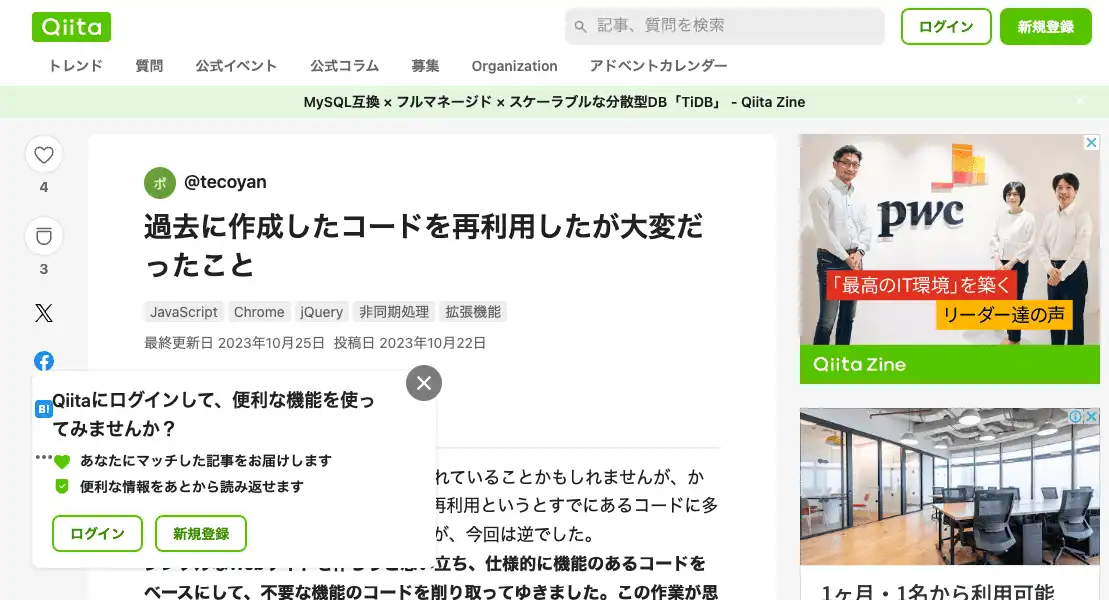 Qiita
記事、質問を検索
ログイン
新規登録
トレンド
質問
公式イベント
公式コラム
募集
Organization
アドベントカレンダー
MySQL互換 × フルマネージド × スケーラブルな分散型DB「TiDB」 - Qiita Zine
4
3
ポ
@tecoyan
過去に作成したコードを再利用したが大変だ
ったこと
JavaScript
Chrome
jQuery
非同期処理
拡張機能
最終更新日 2023年10月25日
投稿日 2023年10月22日
B!
Qiitaにログインして、便利な機能を使っ
てみませんか？
あなたにマッチした記事をお届けします
便利な情報をあとから読み返せます
ログイン
新規登録
れていることかもしれませんが、か
再利用というとすでにあるコードに多
が、今回は逆でした。
立ち、仕様的に機能のあるコードを
ベースにして、不要な機能のコードを削り取ってゆきました。この作業が思
pwc
「最高のIT環境」を築く
リーダー達の声
Qiita Zine
1ヶ月・1名から利用可能